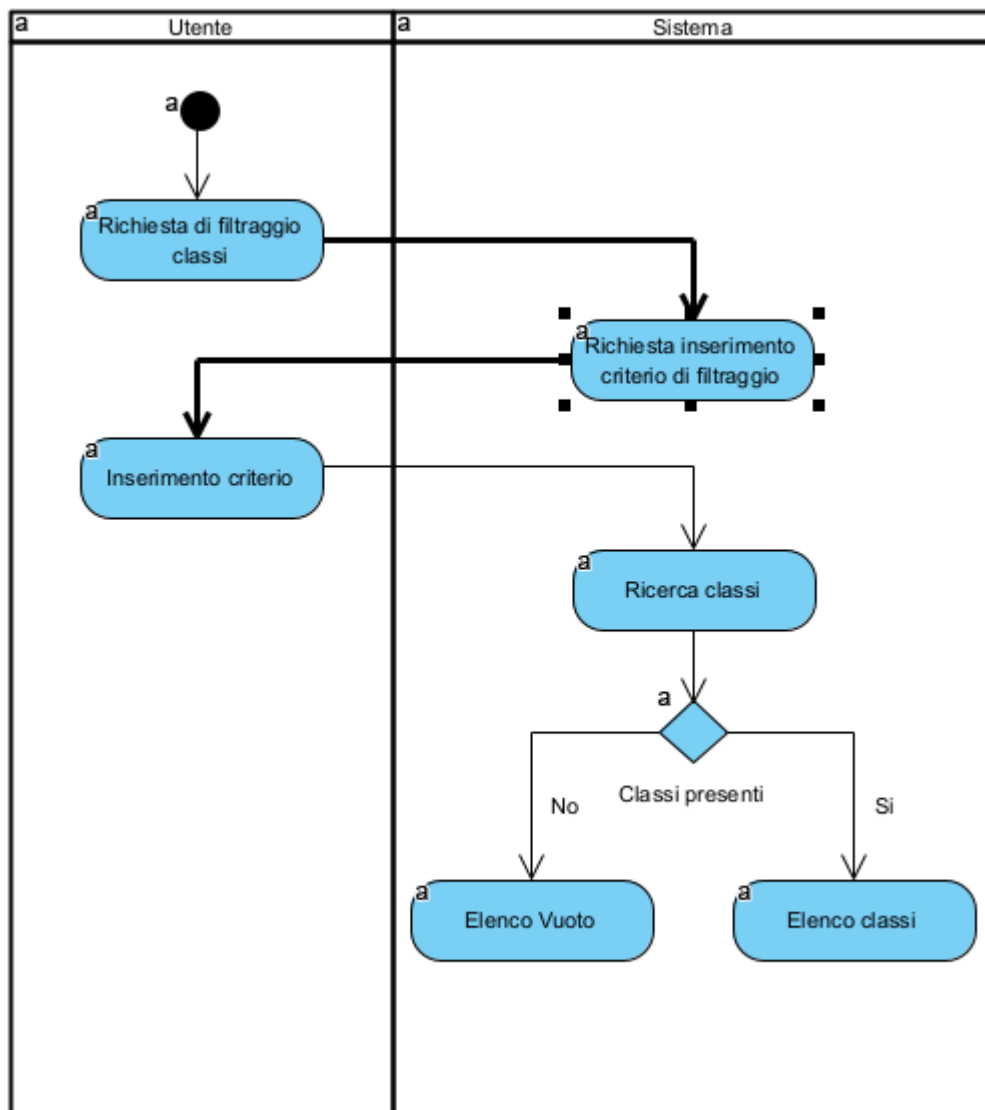 a Utente a Sistema
a
a Richiesta di filtraggio
classi
a Richiesta inserimento
criterio di filtraggio
a Inserimento criterio
a Ricerca classi
a
Classi presenti
No Si
a Elenco Vuoto a Elenco classi